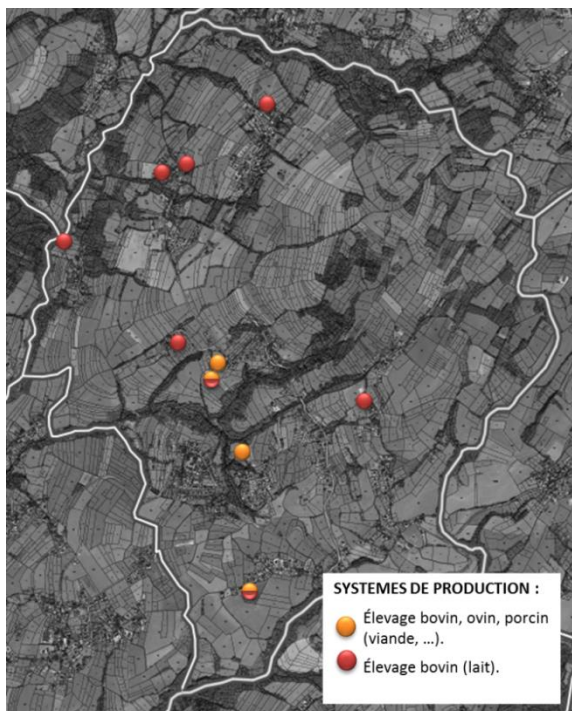 SYSTEMES DE PRODUCTION :
Élevage bovin, ovin, porcin
(viande, ...).
Élevage bovin (lait).